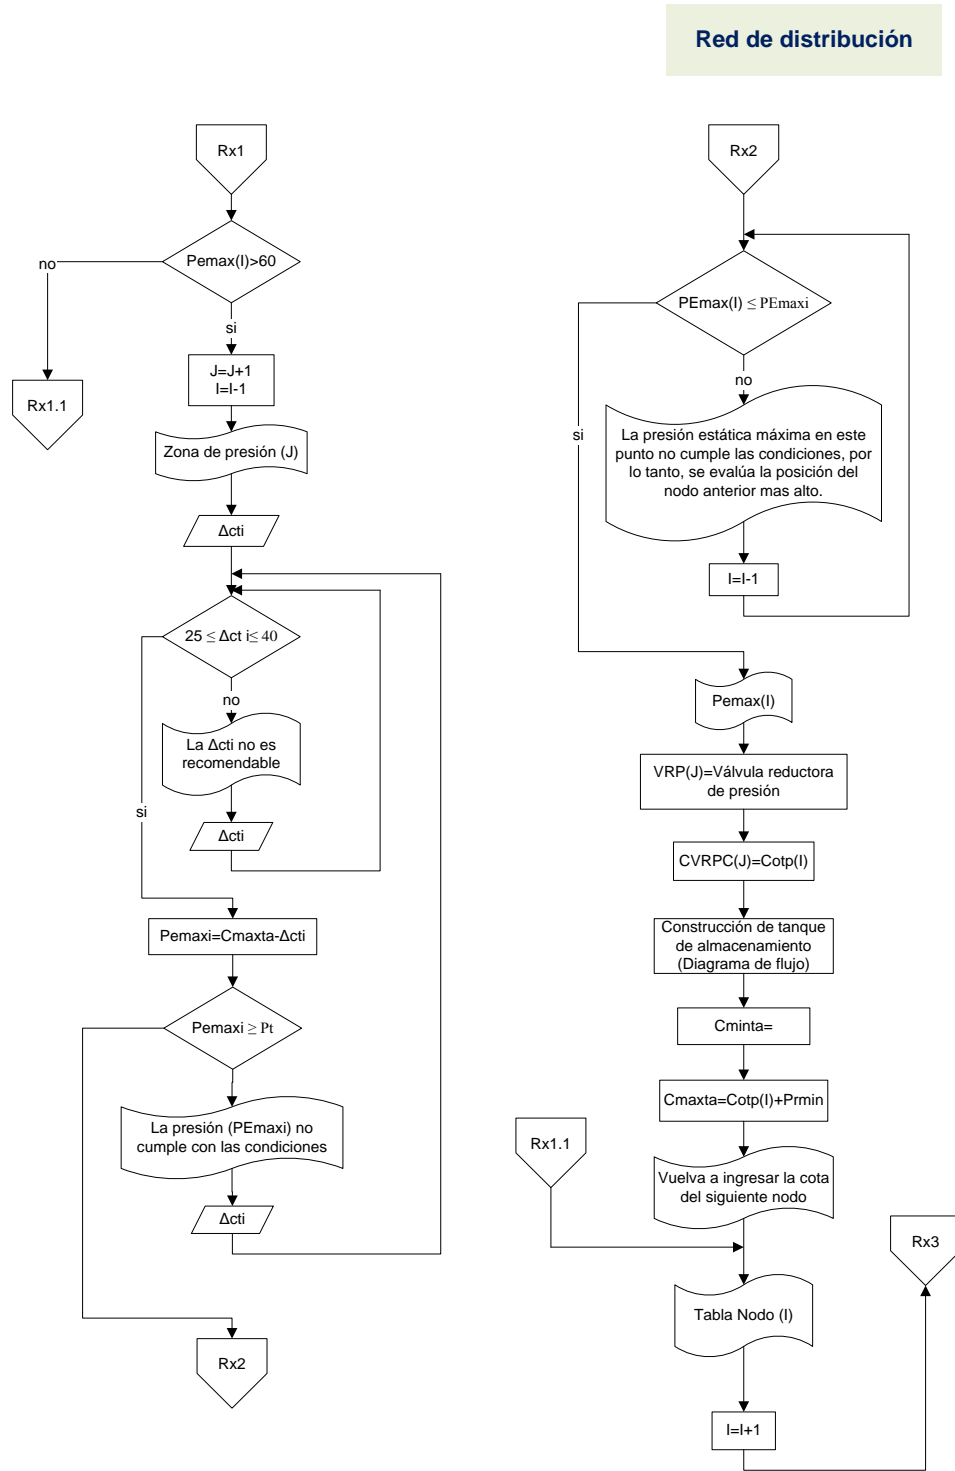 Red de distribución
Rx1
Pemax(I)>60
no
si
J=J+1
I=I-1
Rx1.1
Zona de presión (J)
Δcti
25 ≤ Δct i≤ 40
no
La Δcti no es
recomendable
si
Δcti
Pemaxi=Cmaxta-Δcti
Pemaxi ≥ Pt
La presión (PEmaxi) no
cumple con las condiciones
Δcti
Rx2
Rx2
PEmax(I) ≤ PEmaxi
no
si
La presión estática máxima en este
punto no cumple las condiciones, por
lo tanto, se evalúa la posición del
nodo anterior mas alto.
I=I-1
Pemax(I)
VRP(J)=Válvula reductora
de presión
CVRPC(J)=Cotp(I)
Construcción de tanque
de almacenamiento
(Diagrama de flujo)
Cminta=
Cmaxta=Cotp(I)+Prmin
Rx1.1
Vuelva a ingresar la cota
del siguiente nodo
Rx3
Tabla Nodo (I)
I=I+1